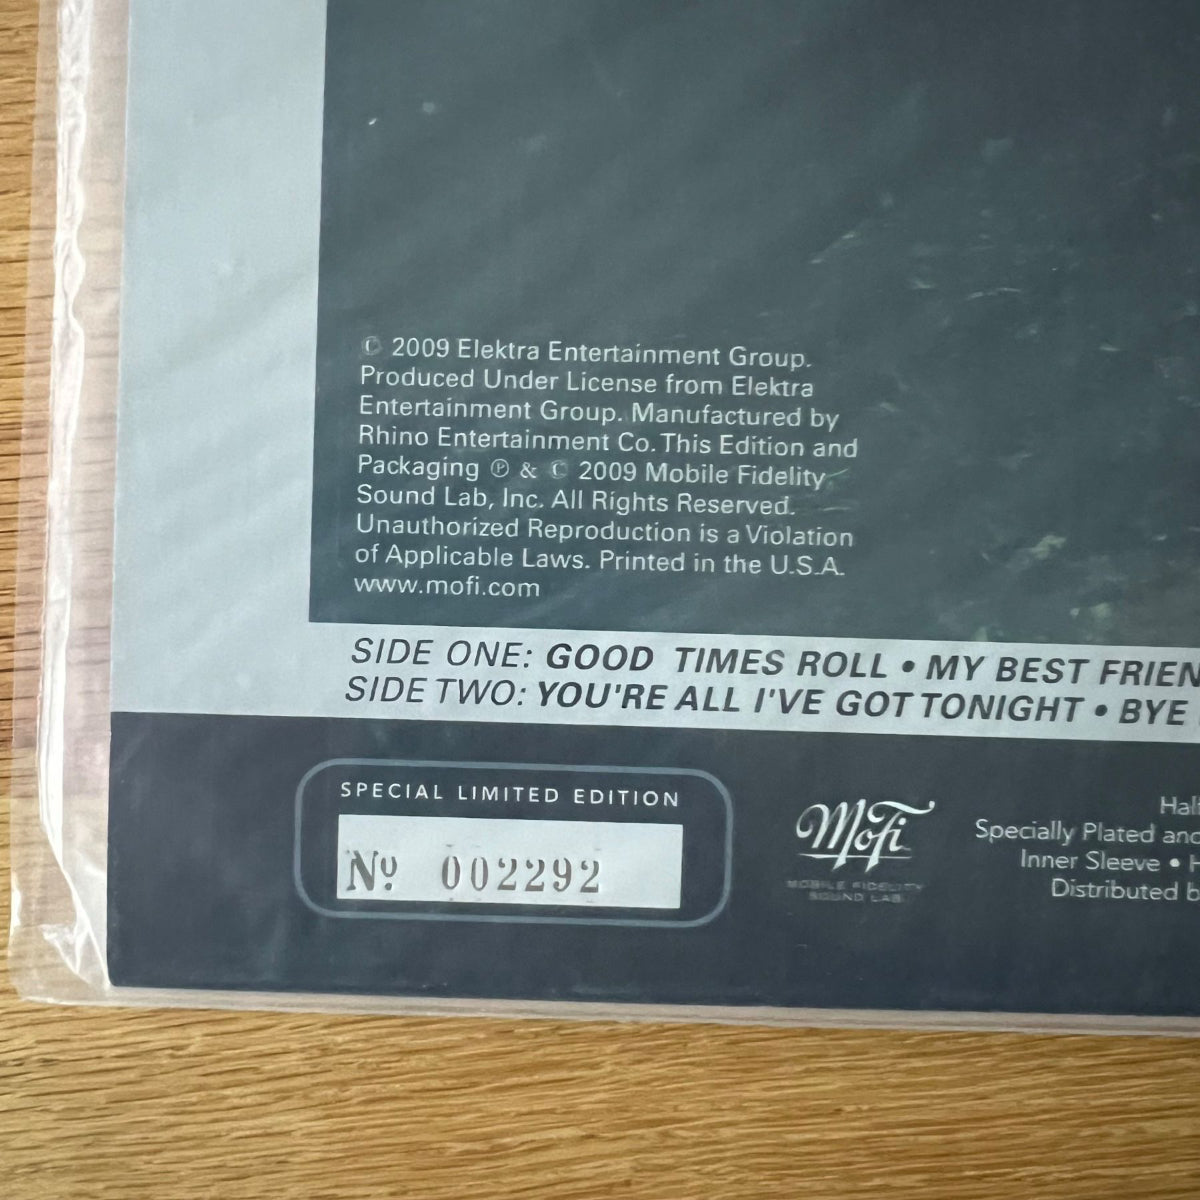 © 2009 Elektra Entertainment Group.
Produced Under License from Elektra
Entertainment Group. Manufactured by
Rhino Entertainment Co. This Edition and
Packaging ℗ & © 2009 Mobile Fidelity
Sound Lab, Inc. All Rights Reserved.
Unauthorized Reproduction is a Violation
of Applicable Laws. Printed in the U.S.A.
www.mofi.com
SIDE ONE: GOOD TIMES ROLL • MY BEST FRIEN
SIDE TWO: YOU'RE ALL I'VE GOT TONIGHT • BYE
SPECIAL LIMITED EDITION
Nº 002292
MoFi
MOBILE FIDELITY
SOUND LAB
Half
Specially Plated and
Inner Sleeve • H
Distributed b